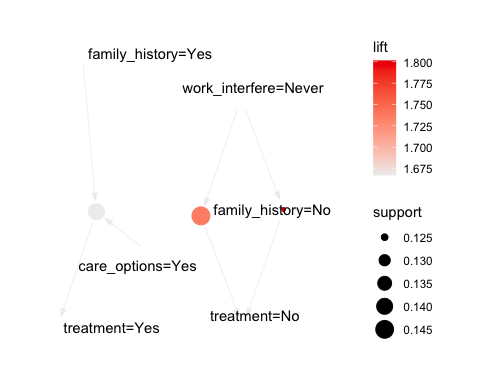 family_history=Yes
work_interfere=Never
family_history=No
care_options=Yes
treatment=No
treatment=Yes
lift
1.800
1.775
1.750
1.725
1.700
1.675
support
0.125
0.130
0.135
0.140
0.145